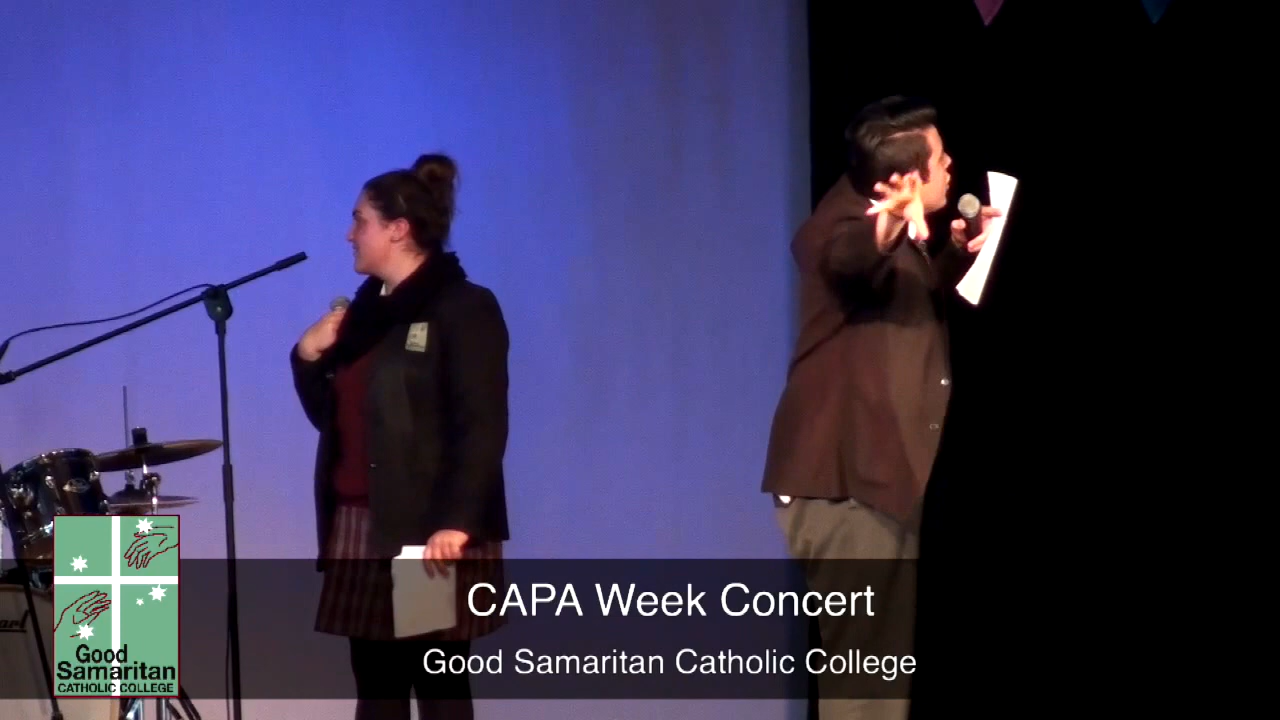 CAPA Week Concert
Good Samaritan Catholic College
Good
Samaritan
CATHOLIC COLLEGE